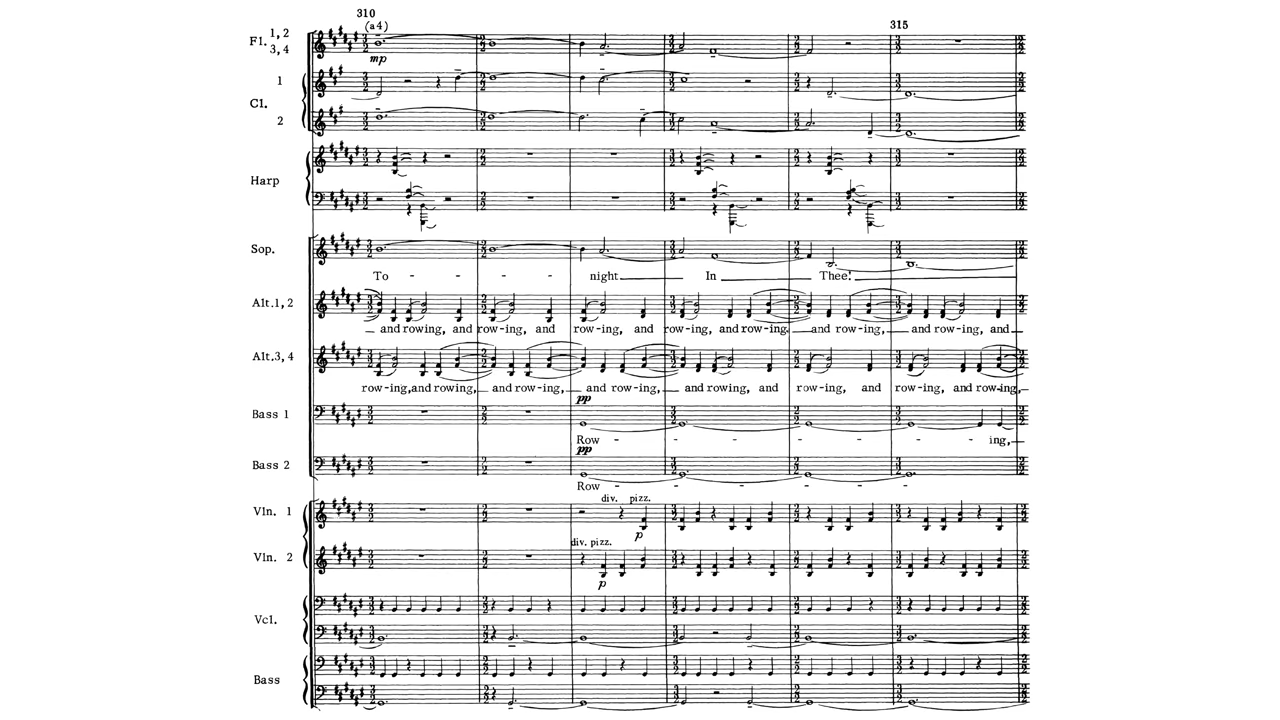 310
315
(a 4)
Fl. 1, 2
3, 4
mp
1
Cl.
2
Harp
Sop.
To - - - - night In Thee!
Alt.1, 2
and rowing, and row-ing, and row-ing, and row-ing, and row-ing. and row-ing, and row-ing, and
Alt.3, 4
row-ing,and rowing, and row-ing, and row-ing, and rowing, and row-ing, and row-ing, and row-ing,
pp
Bass 1
Row - - - - - - - ing,
pp
Bass 2
Row - - - - - -
div. pizz.
Vln. 1
p
div. pizz.
Vln. 2
p
Vcl.
Bass